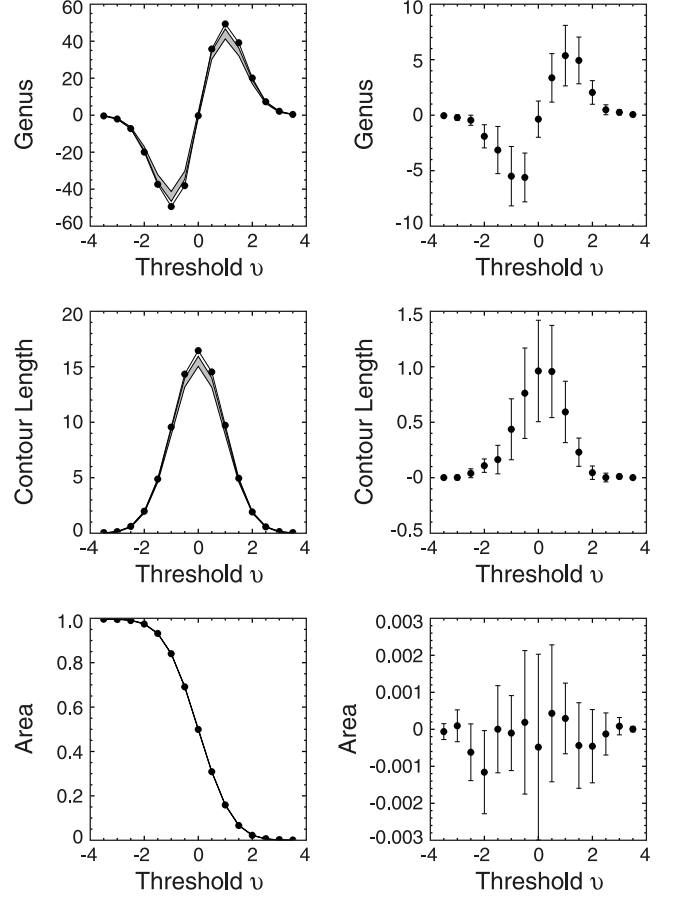 60
40
20
0
-20
-40
-60
Genus
-4 -2 0 2 4
Threshold υ
10
5
0
-5
-10
Genus
-4 -2 0 2 4
Threshold υ
20
15
10
5
0
Contour Length
-4 -2 0 2 4
Threshold υ
1.5
1.0
0.5
-0
-0.5
Contour Length
-4 -2 0 2 4
Threshold υ
1.0
0.8
0.6
0.4
0.2
0
Area
-4 -2 0 2 4
Threshold υ
0.003
0.002
0.001
0
-0.001
-0.002
-0.003
Area
-4 -2 0 2 4
Threshold υ